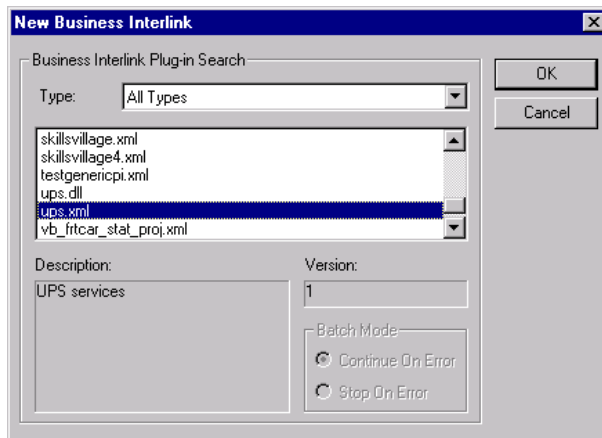 New Business Interlink
Business Interlink Plug-in Search
Type: All Types
OK
Cancel
skillsvillage.xml
skillsvillage4.xml
testgenericpi.xml
ups.dll
ups.xml
vb_frtcar_stat_proj.xml
Description: Version:
UPS services 1
Batch Mode
Continue On Error
Stop On Error